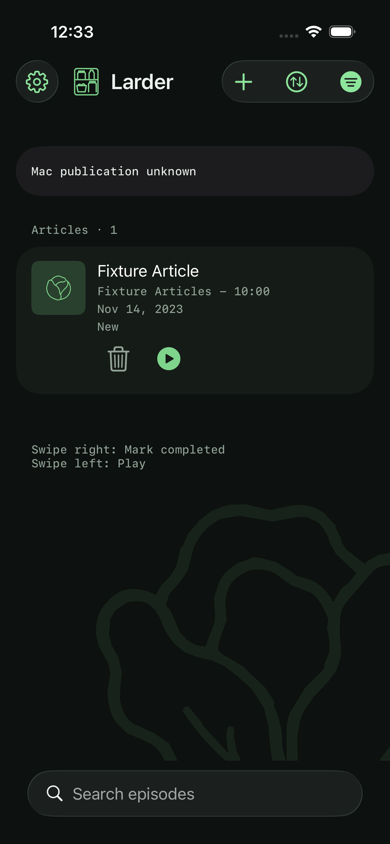 12:33
Larder
Mac publication unknown
Articles · 1
Fixture Article
Fixture Articles — 10:00
Nov 14, 2023
New
Swipe right: Mark completed
Swipe left: Play
Search episodes